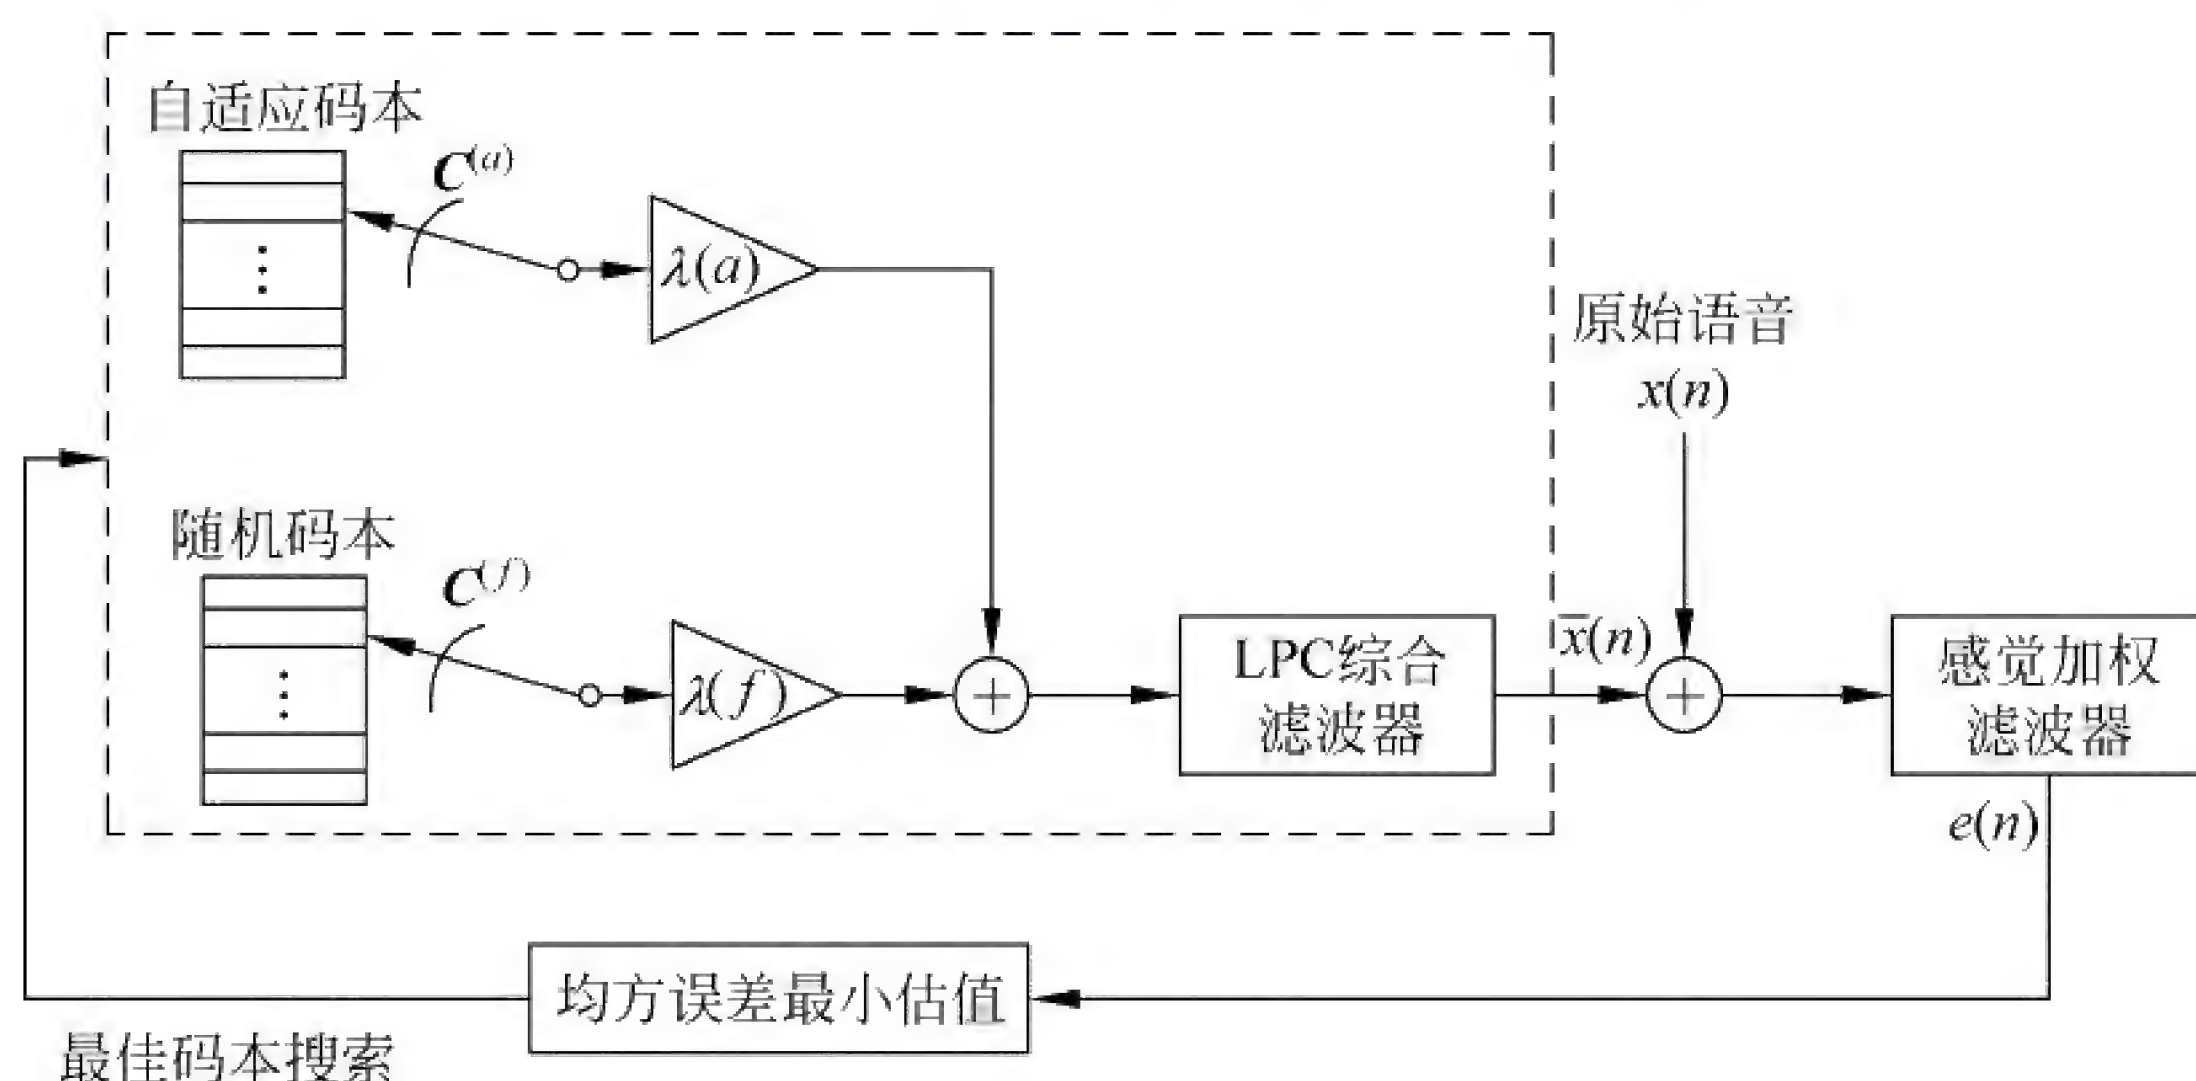 自适应码本
C^(a)
λ(a)
原始语音
x(n)
随机码本
C^(f)
λ(f)
+
LPC综合
滤波器
x̄(n)
+
感觉加权
滤波器
e(n)
均方误差最小估值
最佳码本搜索